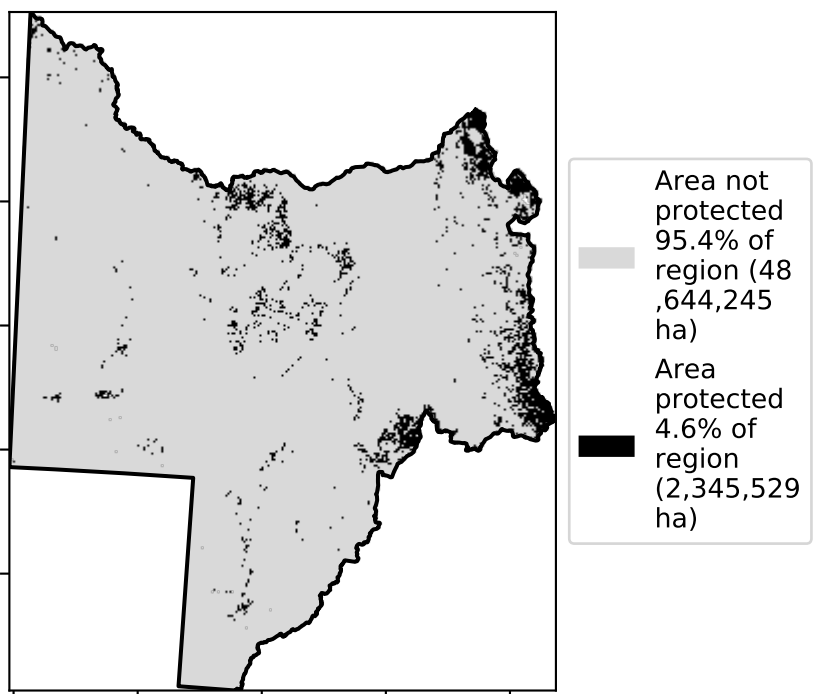 Area not
protected
95.4% of
region (48
,644,245
ha)
Area
protected
4.6% of
region
(2,345,529
ha)